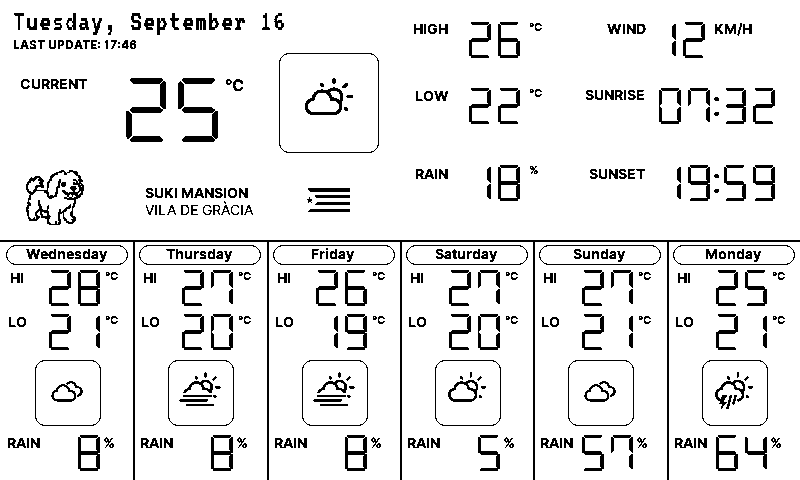 Tuesday, September 16
LAST UPDATE: 17:46
CURRENT 25 °C
SUKI MANSION
VILA DE GRÀCIA
HIGH 26 °C
LOW 22 °C
RAIN 18 %
WIND 12 KM/H
SUNRISE 07:32
SUNSET 19:59
Wednesday
HI 28 °C
LO 21 °C
RAIN 8 %
Thursday
HI 27 °C
LO 20 °C
RAIN 8 %
Friday
HI 26 °C
LO 19 °C
RAIN 8 %
Saturday
HI 27 °C
LO 20 °C
RAIN 5 %
Sunday
HI 27 °C
LO 21 °C
RAIN 57 %
Monday
HI 25 °C
LO 21 °C
RAIN 64 %